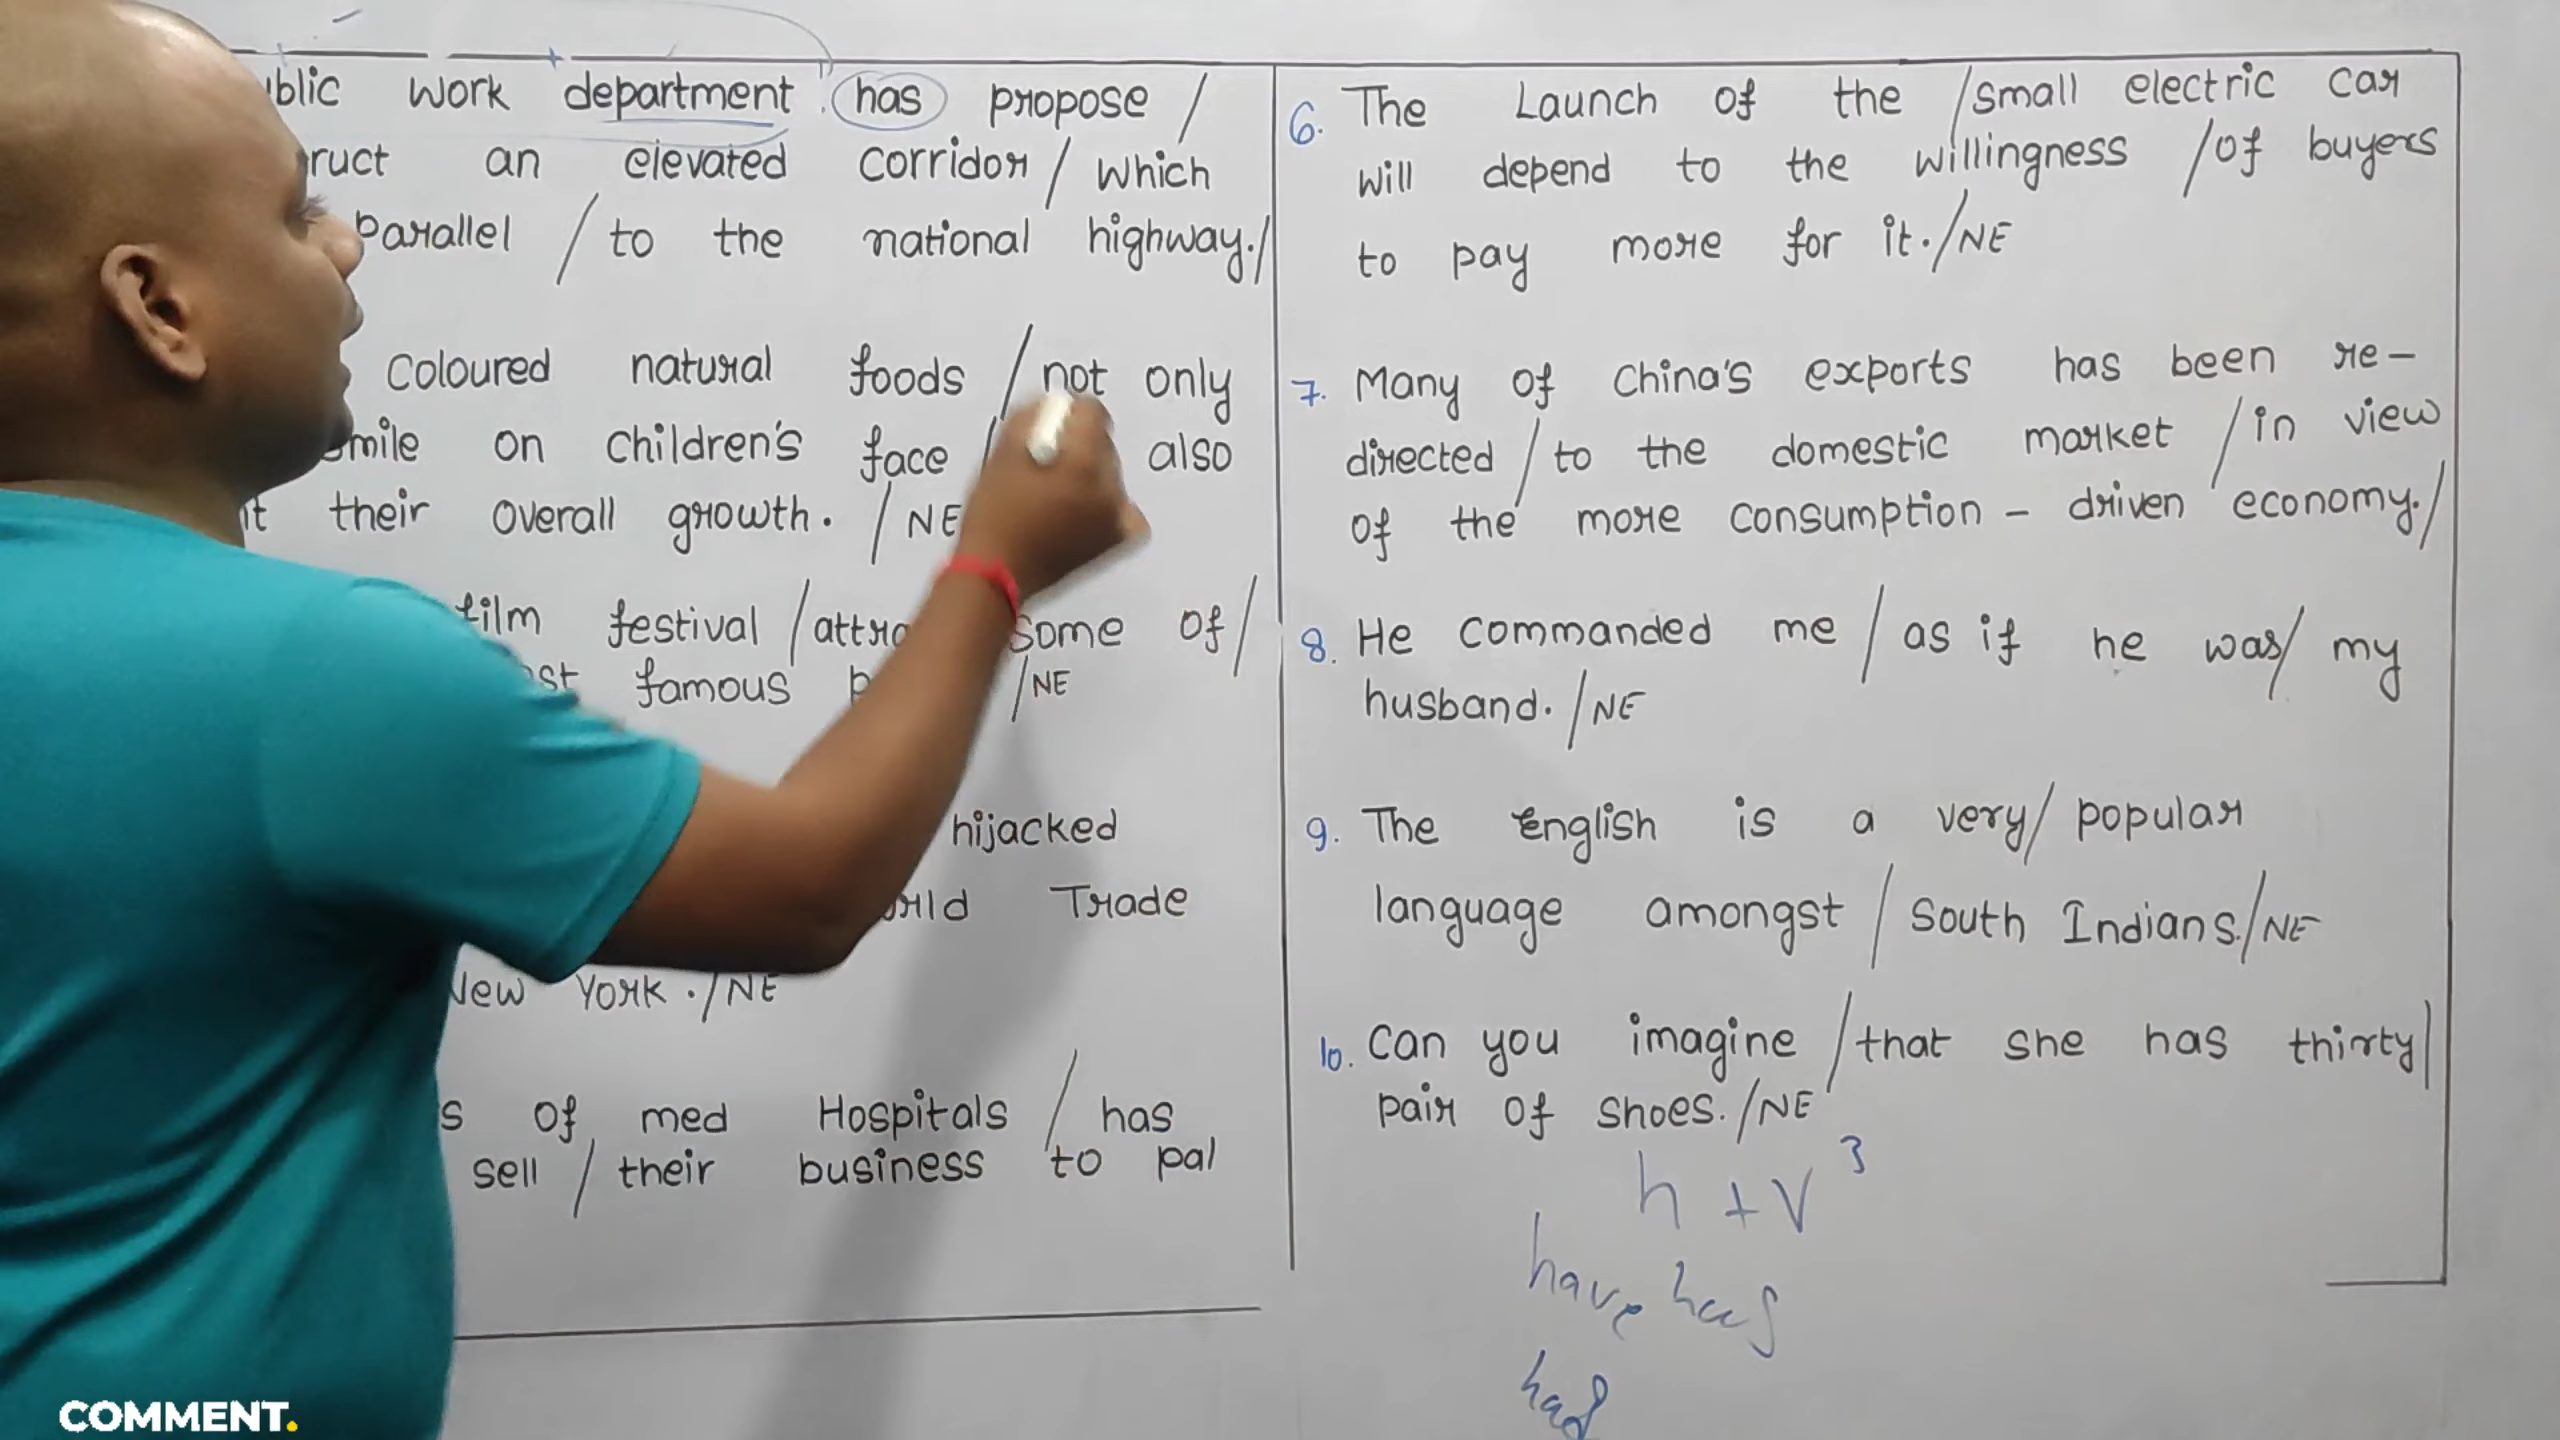 work department has propose /
an elevated corridor / which
parallel / to the national highway./
coloured natural foods / not only
on children's face / also
their overall growth. / NE
film festival / some of /
famous /NE
hijacked
Trade
New York ./NE
of med Hospitals / has
sell / their business to pal
6. The Launch of the /small electric car
will depend to the willingness /of buyers
to pay more for it./NE
7. Many of China's exports has been re-
directed / to the domestic market /in view
of the more consumption - driven economy./
8. He commanded me / as if he was/ my
husband. /NE
9. The English is a very/ popular
language amongst / South Indians./NE
10. Can you imagine /that she has thirty/
pair of shoes. /NE
h + V3
have has
had
COMMENT.